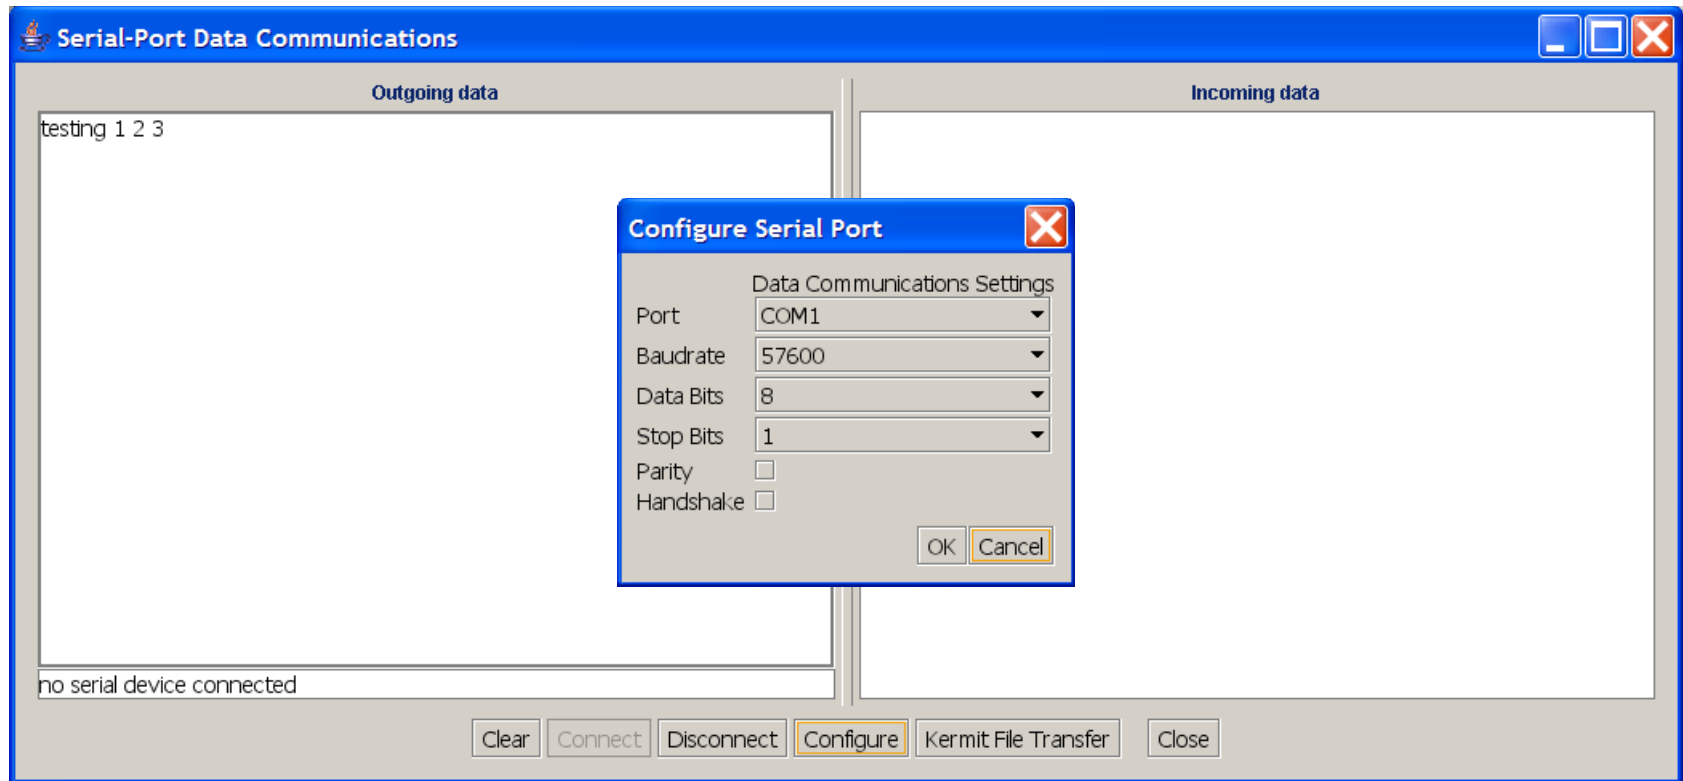 Serial-Port Data Communications
Outgoing data
Incoming data
testing 1 2 3
Configure Serial Port
Data Communications Settings
Port COM1
Baudrate 57600
Data Bits 8
Stop Bits 1
Parity
Handshake
OK Cancel
no serial device connected
Clear Connect Disconnect Configure Kermit File Transfer Close